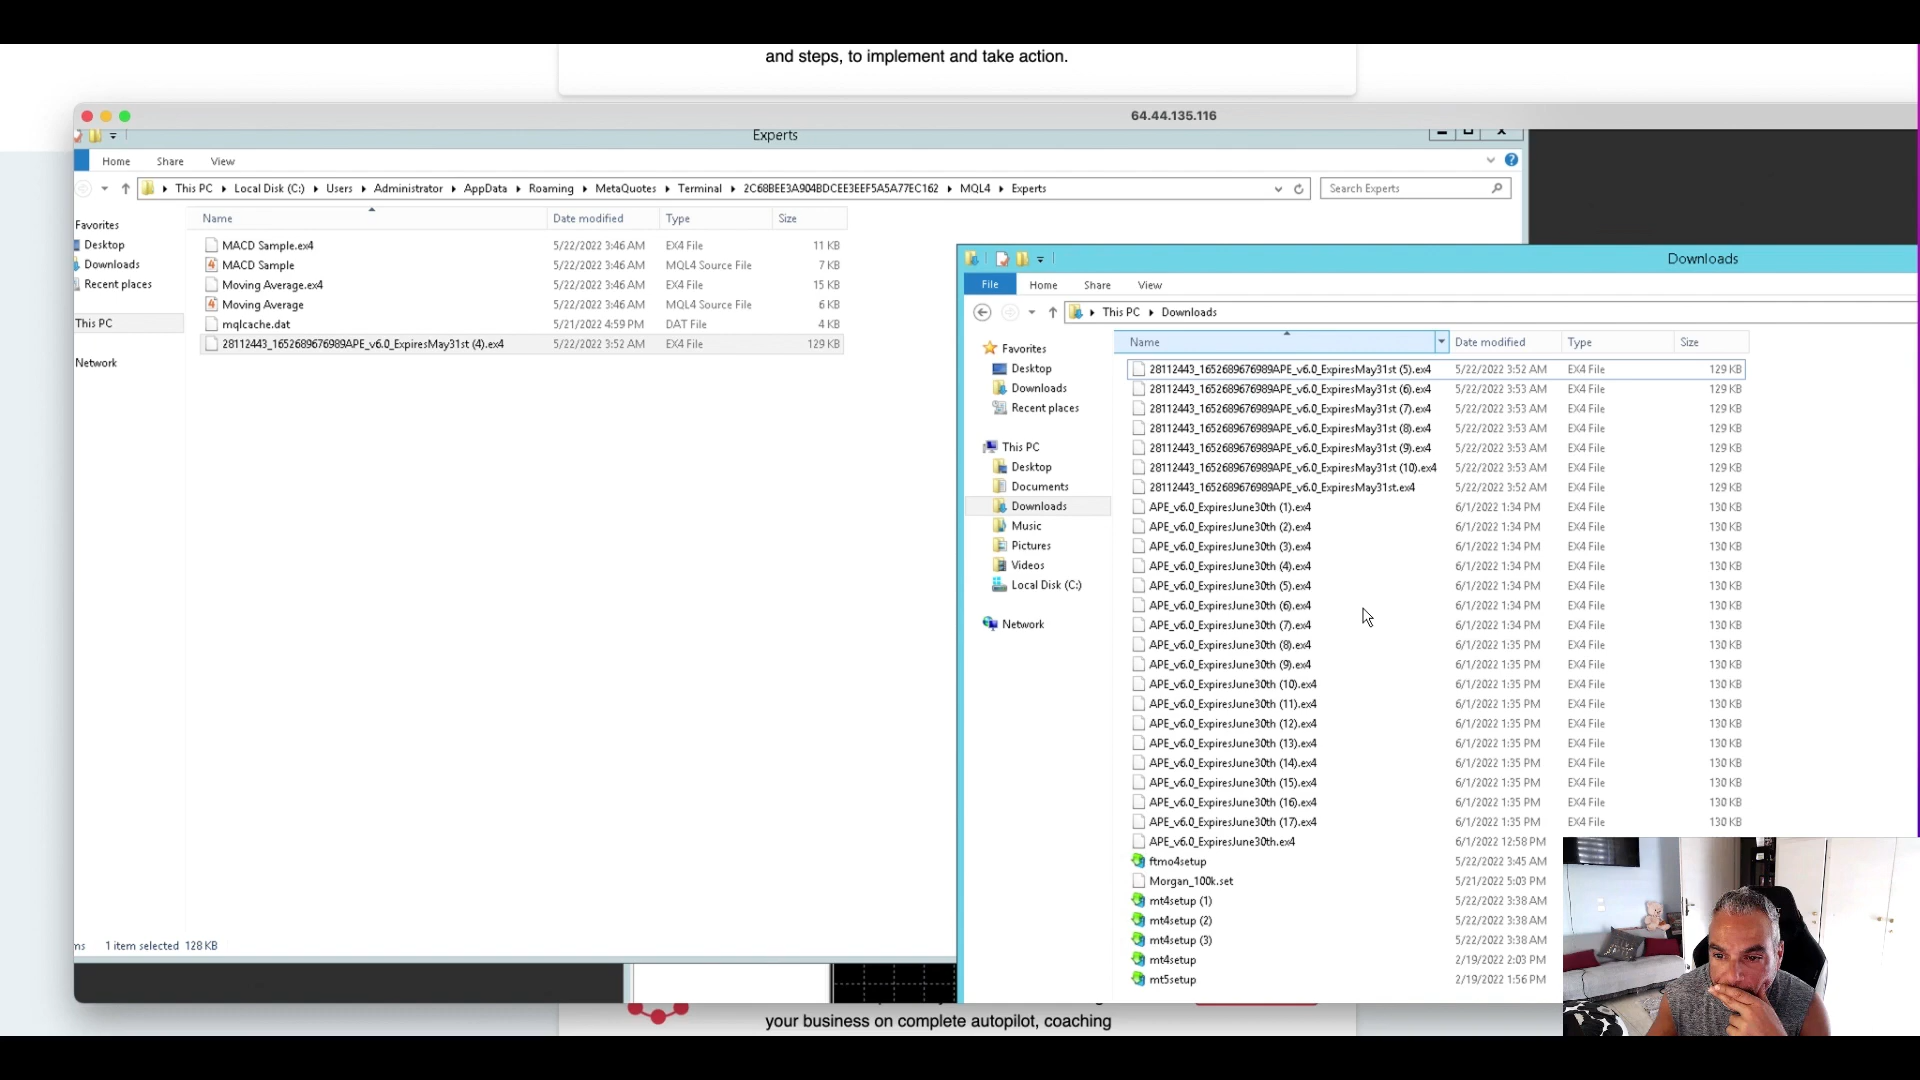 and steps, to implement and take action.
64.44.135.116
Experts
Home Share View
This PC Local Disk (C:) Users Administrator AppData Roaming MetaQuotes Terminal 2C68BEE3A904BDCEE3EEF5A5A77EC162 MQL4 Experts
Search Experts
Name Date modified Type Size
Favorites
Desktop
Downloads
Recent places
This PC
Network
MACD Sample.ex4 5/22/2022 3:46 AM EX4 File 11 KB
MACD Sample 5/22/2022 3:46 AM MQL4 Source File 7 KB
Moving Average.ex4 5/22/2022 3:46 AM EX4 File 15 KB
Moving Average 5/22/2022 3:46 AM MQL4 Source File 6 KB
mqlcache.dat 5/21/2022 4:59 PM DAT File 4 KB
28112443_1652689676989APE_v6.0_ExpiresMay31st (4).ex4 5/22/2022 3:52 AM EX4 File 129 KB
ms 1 item selected 128 KB
Downloads
File Home Share View
This PC Downloads
Name Date modified Type Size
Favorites
Desktop
Downloads
Recent places
This PC
Desktop
Documents
Downloads
Music
Pictures
Videos
Local Disk (C:)
Network
28112443_1652689676989APE_v6.0_ExpiresMay31st (5).ex4 5/22/2022 3:52 AM EX4 File 129 KB
28112443_1652689676989APE_v6.0_ExpiresMay31st (6).ex4 5/22/2022 3:53 AM EX4 File 129 KB
28112443_1652689676989APE_v6.0_ExpiresMay31st (7).ex4 5/22/2022 3:53 AM EX4 File 129 KB
28112443_1652689676989APE_v6.0_ExpiresMay31st (8).ex4 5/22/2022 3:53 AM EX4 File 129 KB
28112443_1652689676989APE_v6.0_ExpiresMay31st (9).ex4 5/22/2022 3:53 AM EX4 File 129 KB
28112443_1652689676989APE_v6.0_ExpiresMay31st (10).ex4 5/22/2022 3:53 AM EX4 File 129 KB
28112443_1652689676989APE_v6.0_ExpiresMay31st.ex4 5/22/2022 3:52 AM EX4 File 129 KB
APE_v6.0_ExpiresJune30th (1).ex4 6/1/2022 1:34 PM EX4 File 130 KB
APE_v6.0_ExpiresJune30th (2).ex4 6/1/2022 1:34 PM EX4 File 130 KB
APE_v6.0_ExpiresJune30th (3).ex4 6/1/2022 1:34 PM EX4 File 130 KB
APE_v6.0_ExpiresJune30th (4).ex4 6/1/2022 1:34 PM EX4 File 130 KB
APE_v6.0_ExpiresJune30th (5).ex4 6/1/2022 1:34 PM EX4 File 130 KB
APE_v6.0_ExpiresJune30th (6).ex4 6/1/2022 1:34 PM EX4 File 130 KB
APE_v6.0_ExpiresJune30th (7).ex4 6/1/2022 1:34 PM EX4 File 130 KB
APE_v6.0_ExpiresJune30th (8).ex4 6/1/2022 1:35 PM EX4 File 130 KB
APE_v6.0_ExpiresJune30th (9).ex4 6/1/2022 1:35 PM EX4 File 130 KB
APE_v6.0_ExpiresJune30th (10).ex4 6/1/2022 1:35 PM EX4 File 130 KB
APE_v6.0_ExpiresJune30th (11).ex4 6/1/2022 1:35 PM EX4 File 130 KB
APE_v6.0_ExpiresJune30th (12).ex4 6/1/2022 1:35 PM EX4 File 130 KB
APE_v6.0_ExpiresJune30th (13).ex4 6/1/2022 1:35 PM EX4 File 130 KB
APE_v6.0_ExpiresJune30th (14).ex4 6/1/2022 1:35 PM EX4 File 130 KB
APE_v6.0_ExpiresJune30th (15).ex4 6/1/2022 1:35 PM EX4 File 130 KB
APE_v6.0_ExpiresJune30th (16).ex4 6/1/2022 1:35 PM EX4 File 130 KB
APE_v6.0_ExpiresJune30th (17).ex4 6/1/2022 1:35 PM EX4 File 130 KB
APE_v6.0_ExpiresJune30th.ex4 6/1/2022 12:58 PM
ftmo4setup 5/22/2022 3:45 AM
Morgan_100k.set 5/21/2022 5:03 PM
mt4setup (1) 5/22/2022 3:38 AM
mt4setup (2) 5/22/2022 3:38 AM
mt4setup (3) 5/22/2022 3:38 AM
mt4setup 2/19/2022 2:03 PM
mt5setup 2/19/2022 1:56 PM
your business on complete autopilot, coaching